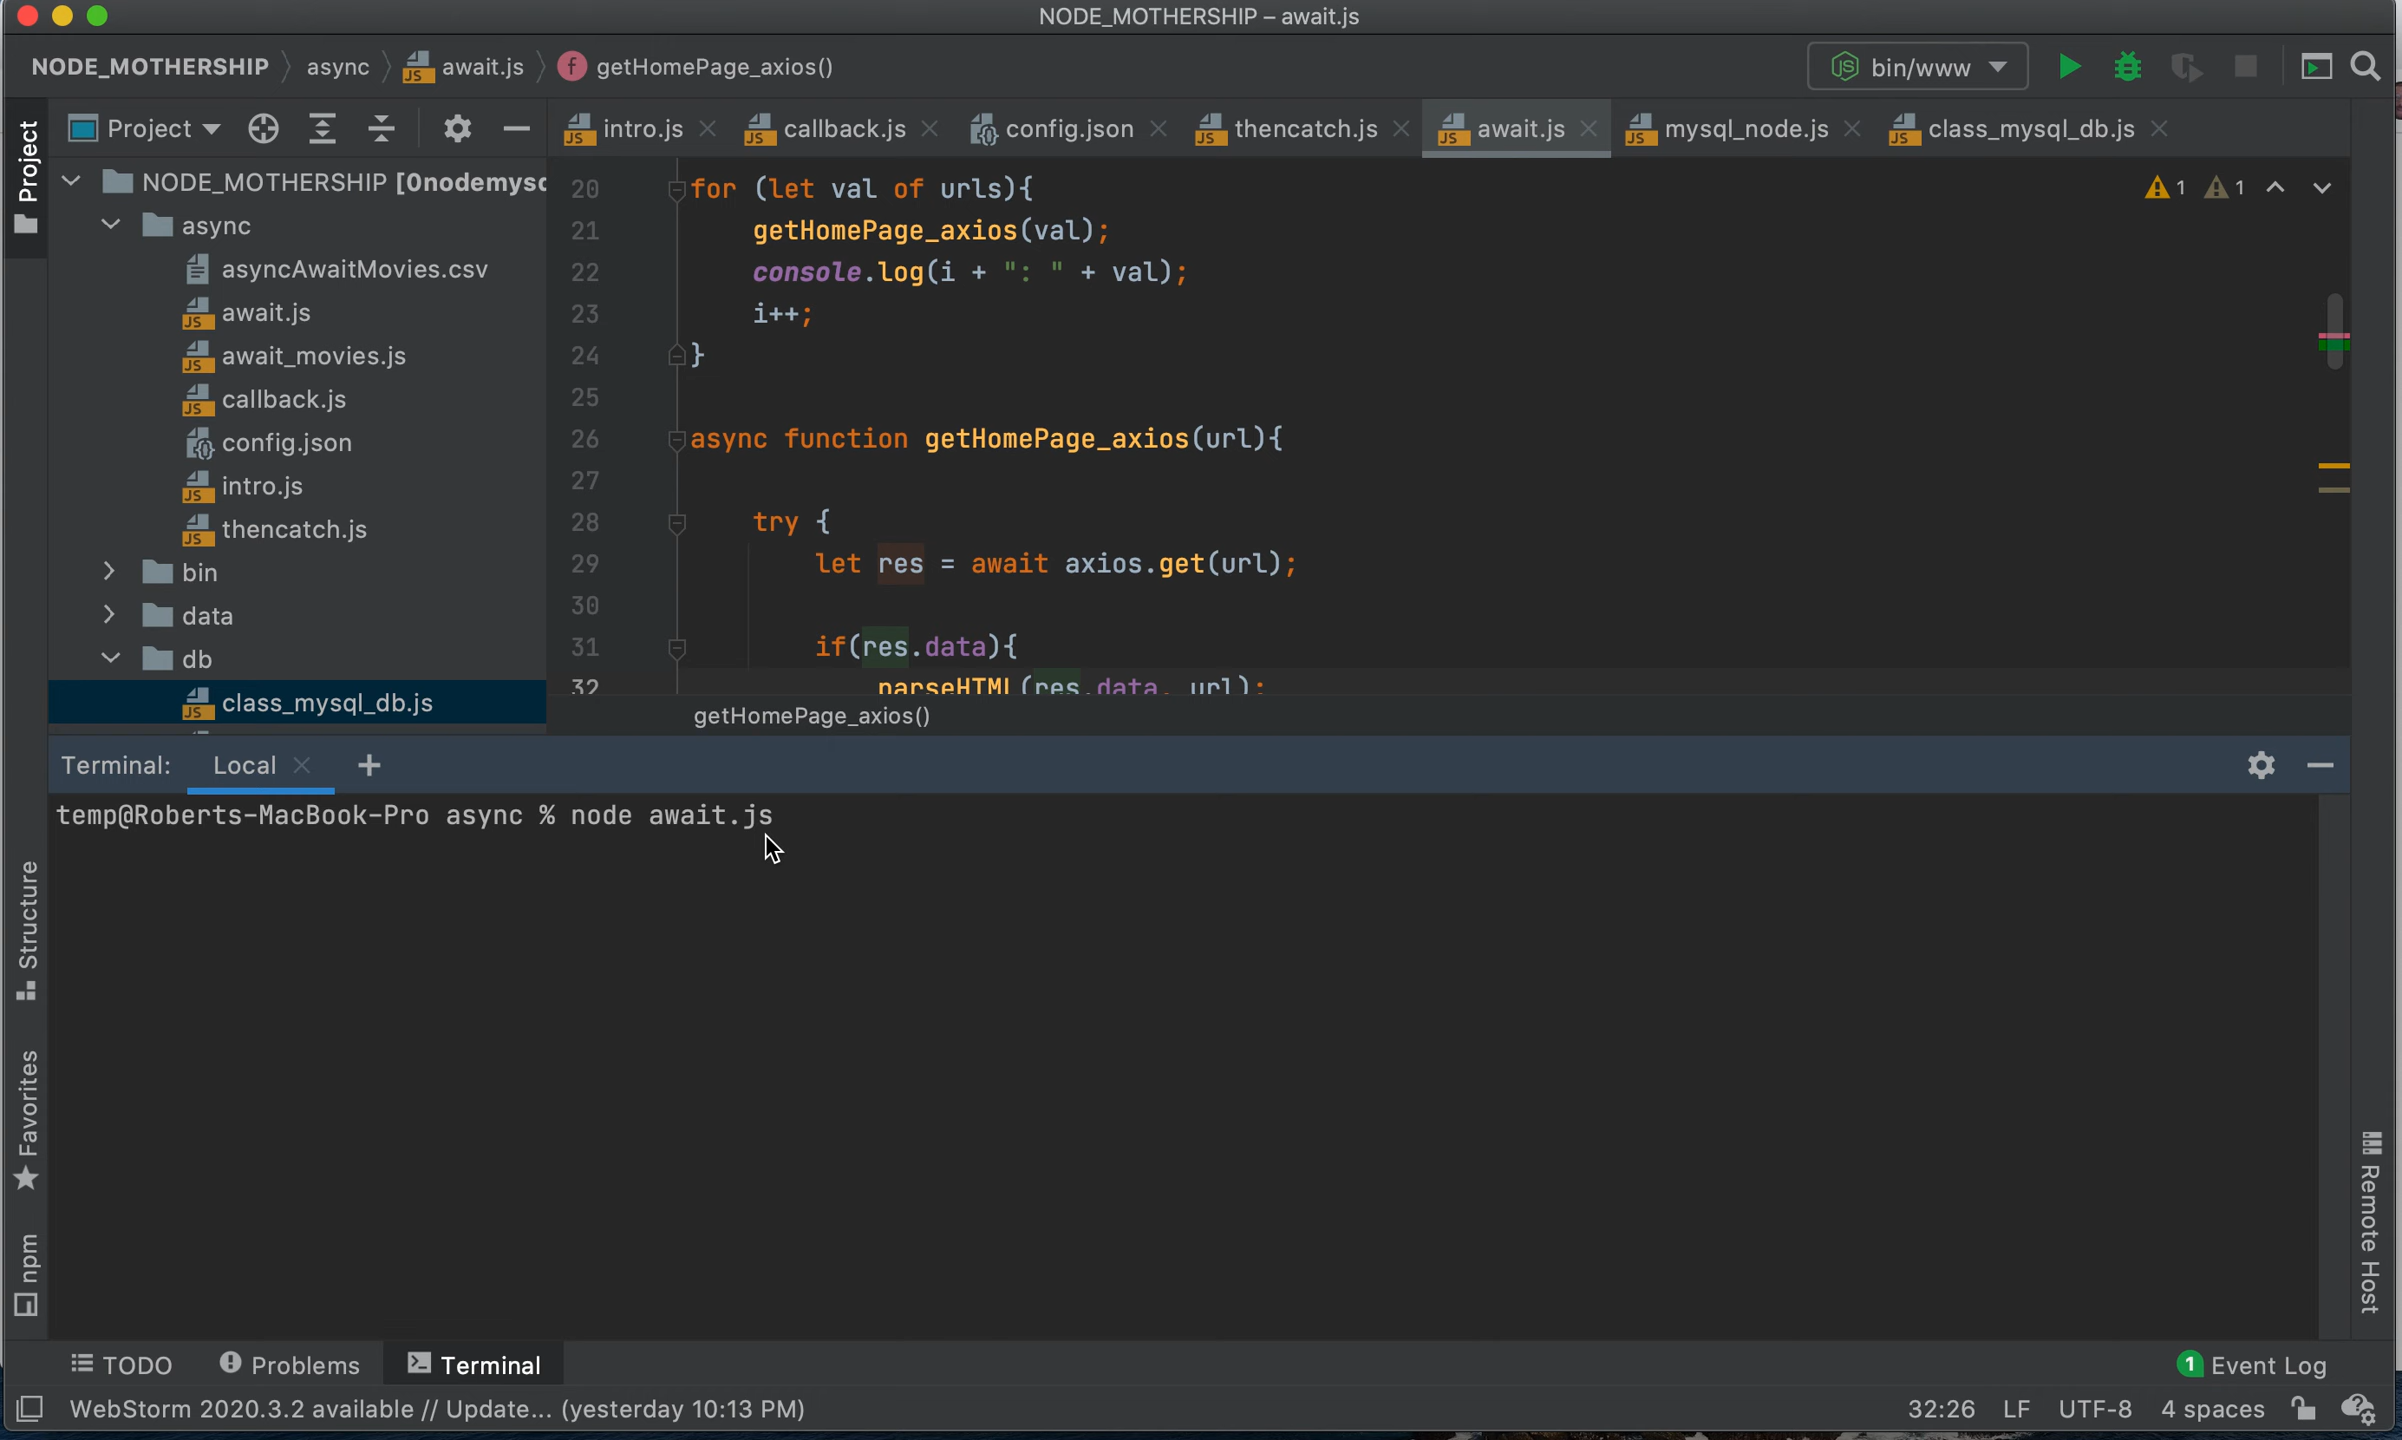 NODE_MOTHERSHIP – await.js
NODE_MOTHERSHIP async await.js getHomePage_axios()
bin/www
Project
Project
intro.js callback.js config.json thencatch.js await.js mysql_node.js class_mysql_db.js
NODE_MOTHERSHIP [0nodemysq
async
asyncAwaitMovies.csv
await.js
await_movies.js
callback.js
config.json
intro.js
thencatch.js
bin
data
db
class_mysql_db.js
20 for (let val of urls){
21 getHomePage_axios(val);
22 console.log(i + ": " + val);
23 i++;
24 }
25
26 async function getHomePage_axios(url){
27
28 try {
29 let res = await axios.get(url);
30
31 if(res.data){
32 parseHTML(res.data, url);
1 1
getHomePage_axios()
Terminal: Local
temp@Roberts-MacBook-Pro async % node await.js
Structure
Favorites
npm
Remote Host
TODO Problems Terminal
1 Event Log
WebStorm 2020.3.2 available // Update... (yesterday 10:13 PM)
32:26 LF UTF-8 4 spaces